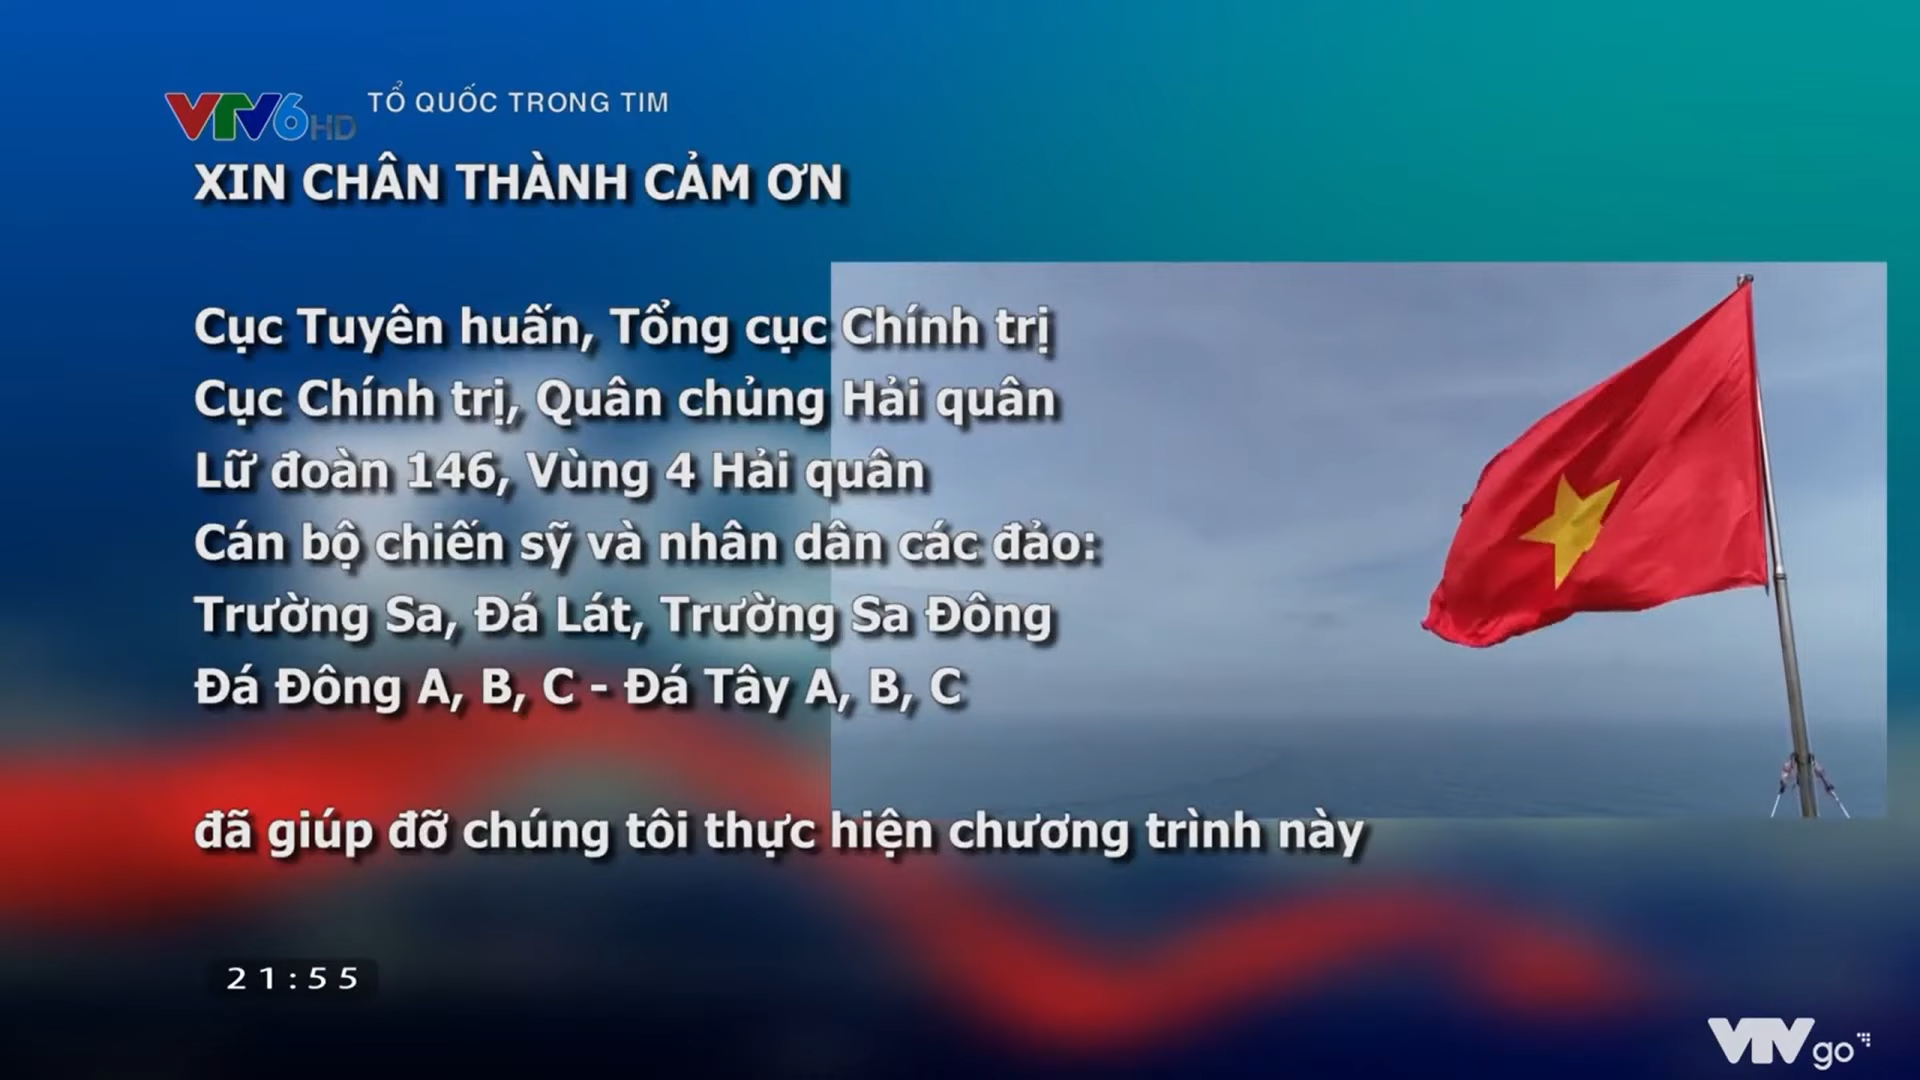 VTV6HD
TỔ QUỐC TRONG TIM
XIN CHÂN THÀNH CẢM ƠN
Cục Tuyên huấn, Tổng cục Chính trị
Cục Chính trị, Quân chủng Hải quân
Lữ đoàn 146, Vùng 4 Hải quân
Cán bộ chiến sỹ và nhân dân các đảo:
Trường Sa, Đá Lát, Trường Sa Đông
Đá Đông A, B, C - Đá Tây A, B, C
đã giúp đỡ chúng tôi thực hiện chương trình này
21:55
VTVgo